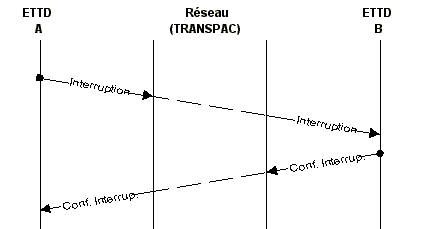 ETTD
A
Réseau
(TRANSPAC)
ETTD
B
Interruption
Interruption
Conf. Interrup.
Conf. Interrup.